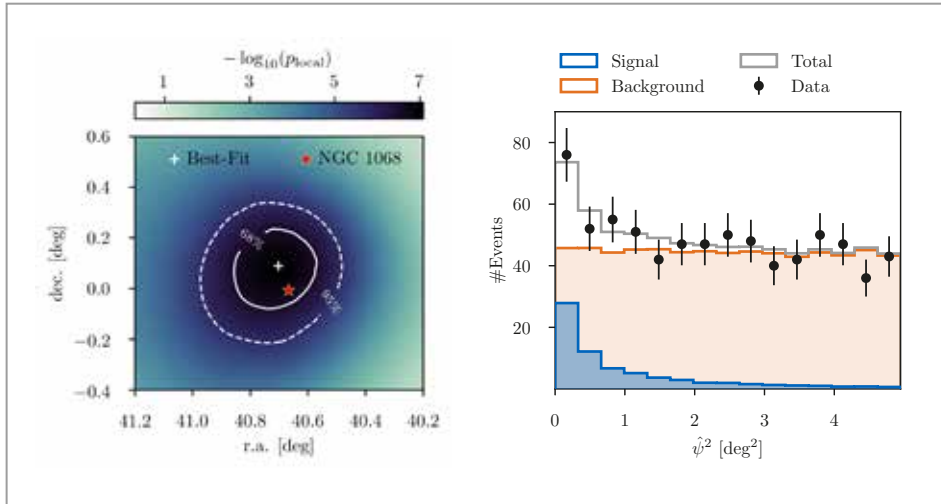 − log₁₀(p_local)
1 3 5 7
Best-Fit NGC 1068
68%
95%
0.6
0.4
0.2
0.0
−0.2
−0.4
dec. [deg]
41.2 41.0 40.8 40.6 40.4 40.2
r.a. [deg]
Signal Total
Background Data
80
60
40
20
#Events
0 1 2 3 4
ψ̂² [deg²]